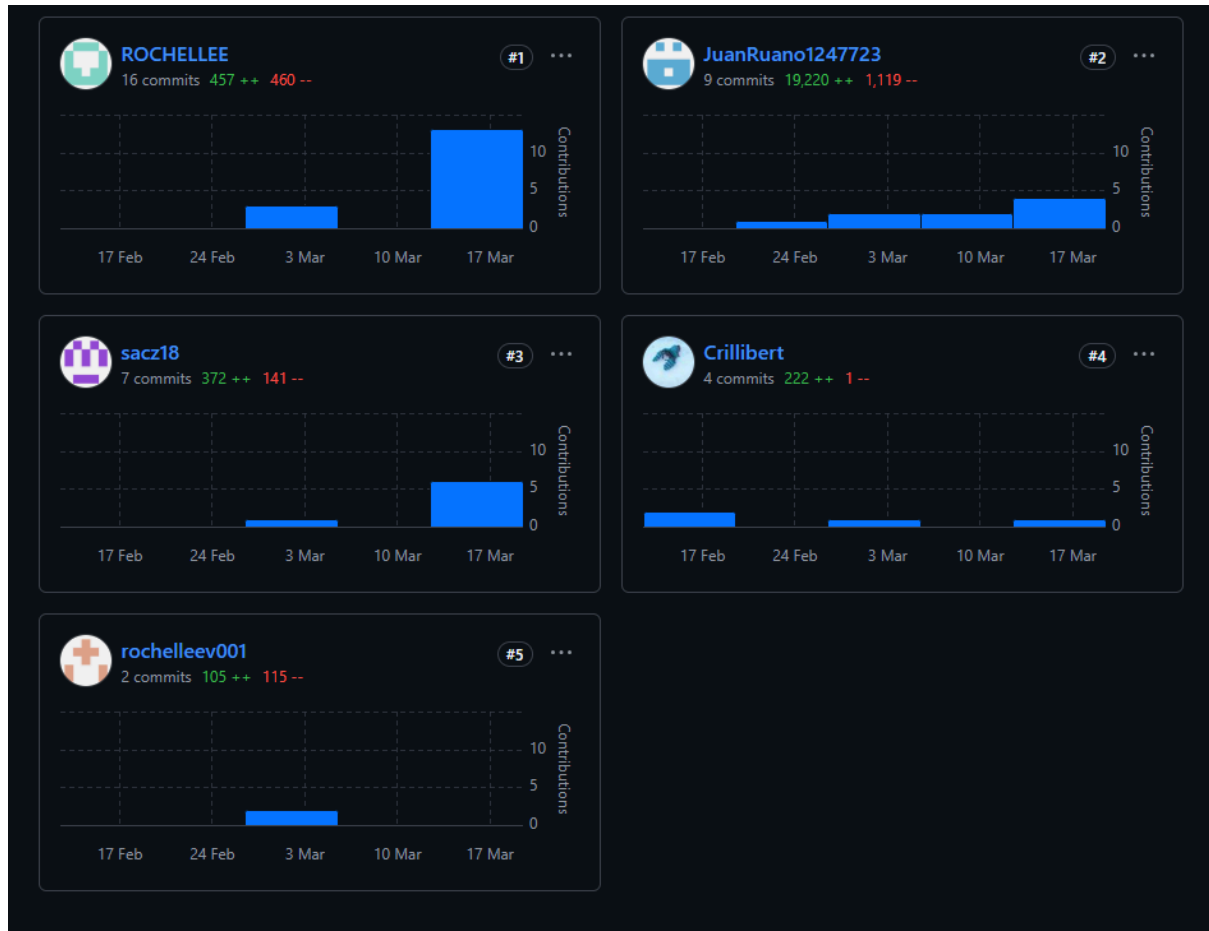 ROCHELLEE #1 ···
16 commits 457 ++ 460 --
10
5
0
Contributions
17 Feb 24 Feb 3 Mar 10 Mar 17 Mar
JuanRuano1247723 #2 ···
9 commits 19,220 ++ 1,119 --
10
5
0
Contributions
17 Feb 24 Feb 3 Mar 10 Mar 17 Mar
sacz18 #3 ···
7 commits 372 ++ 141 --
10
5
0
Contributions
17 Feb 24 Feb 3 Mar 10 Mar 17 Mar
Crillibert #4 ···
4 commits 222 ++ 1 --
10
5
0
Contributions
17 Feb 24 Feb 3 Mar 10 Mar 17 Mar
rochelleev001 #5 ···
2 commits 105 ++ 115 --
10
5
0
Contributions
17 Feb 24 Feb 3 Mar 10 Mar 17 Mar